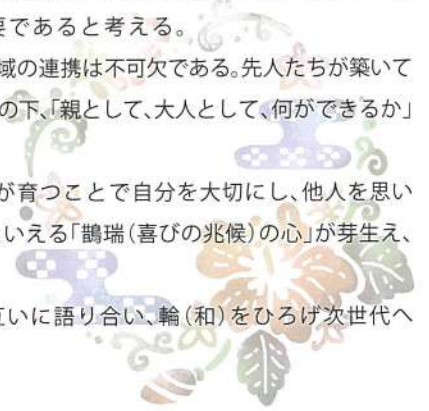 要であると考える。
域の連携は不可欠である。先人たちが築いて
の下、「親として、大人として、何ができるか」
が育つことで自分を大切にし、他人を思い
いえる「鵲瑞(喜びの兆候)の心」が芽生え、
互いに語り合い、輪(和)をひろげ次世代へ